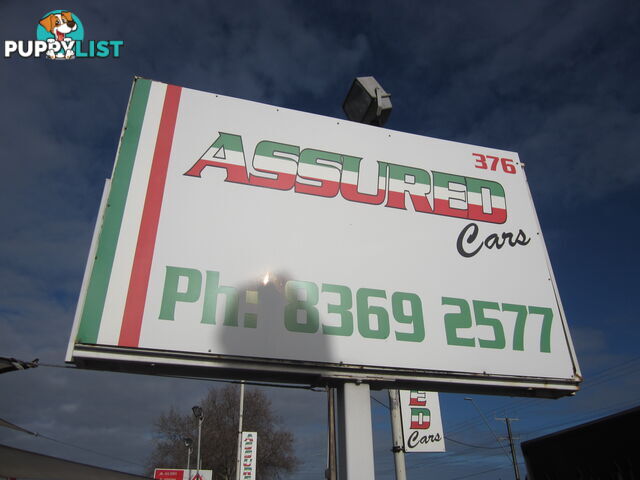 PUPPYLIST
376
ASSURED
Cars
Ph: 8369 2577
ED
Cars